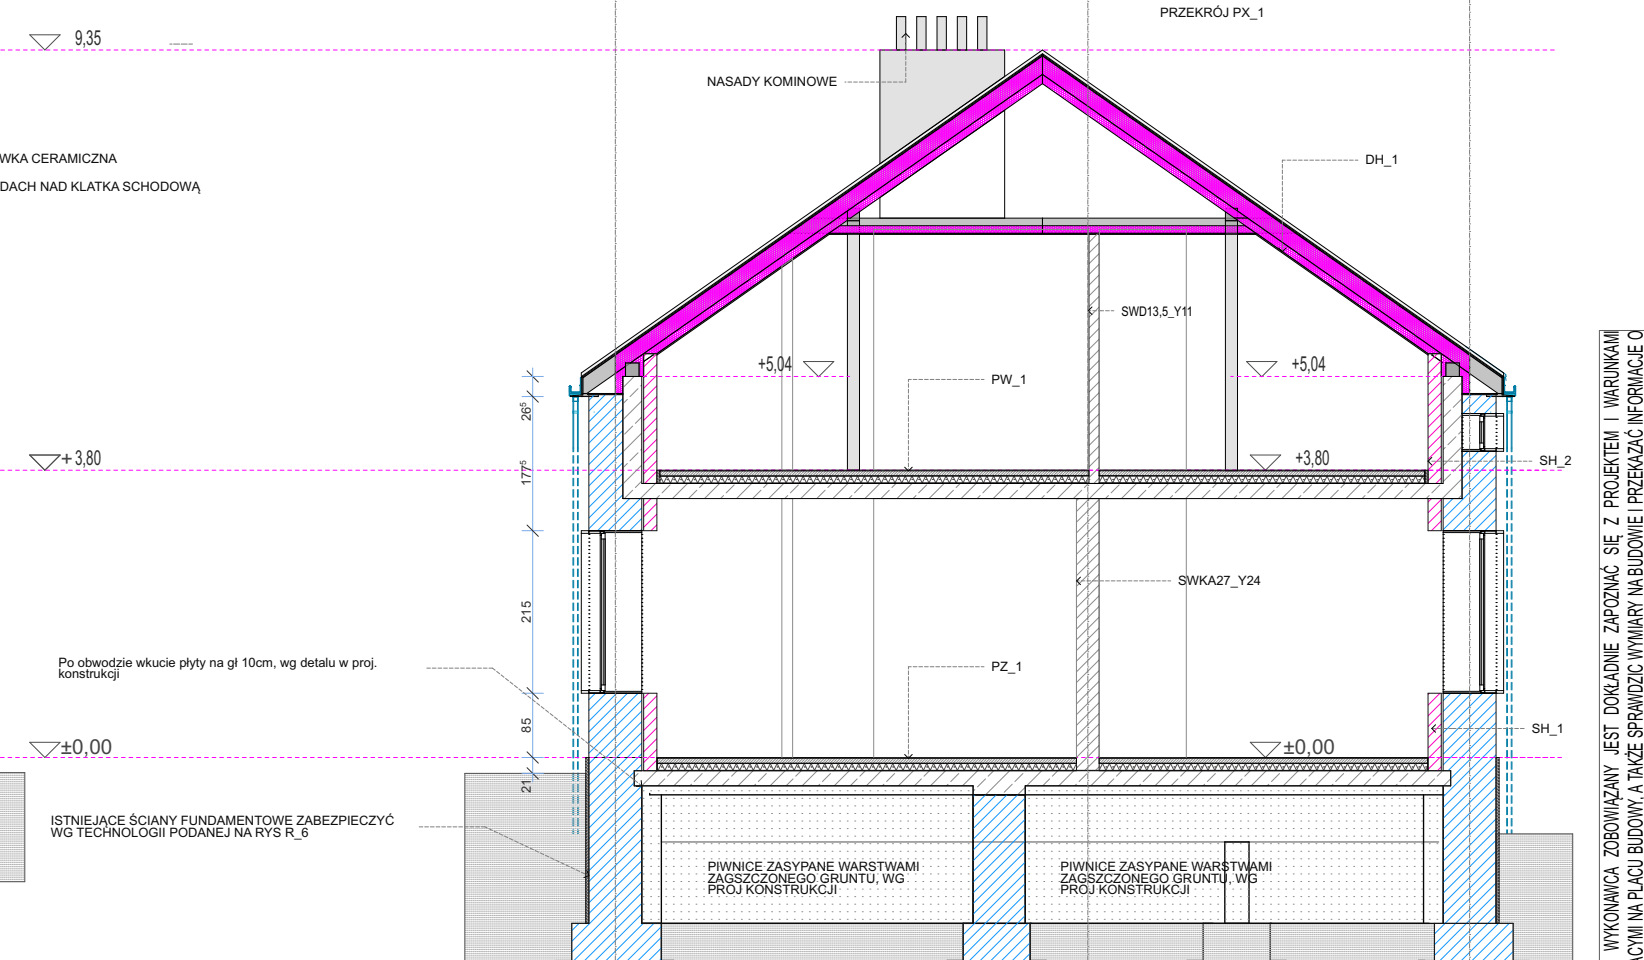 PRZEKRÓJ PX_1
9,35
NASADY KOMINOWE
WKA CERAMICZNA
DACH NAD KLATKA SCHODOWĄ
DH_1
SWD13,5_Y11
+5,04
+5,04
PW_1
26⁵
+3,80
+3,80
177⁵
SH_2
SWKA27_Y24
215
Po obwodzie wkucie płyty na gł 10cm, wg detalu w proj.
konstrukcji
PZ_1
85
SH_1
±0,00
±0,00
21
ISTNIEJĄCE ŚCIANY FUNDAMENTOWE ZABEZPIECZYĆ
WG TECHNOLOGII PODANEJ NA RYS R_6
PIWNICE ZASYPANE WARSTWAMI
ZAGSZCZONEGO GRUNTU, WG
PROJ KONSTRUKCJI
PIWNICE ZASYPANE WARSTWAMI
ZAGSZCZONEGO GRUNTU, WG
PROJ KONSTRUKCJI
WYKONAWCA ZOBOWIĄZANY JEST DOKŁADNIE ZAPOZNAĆ SIĘ Z PROJEKTEM I WARUNKAMI
ĄCYMI NA PLACU BUDOWY, A TAKŻE SPRAWDZIC WYMIARY NA BUDOWIE I PRZEKAZAĆ INFORMACJE O